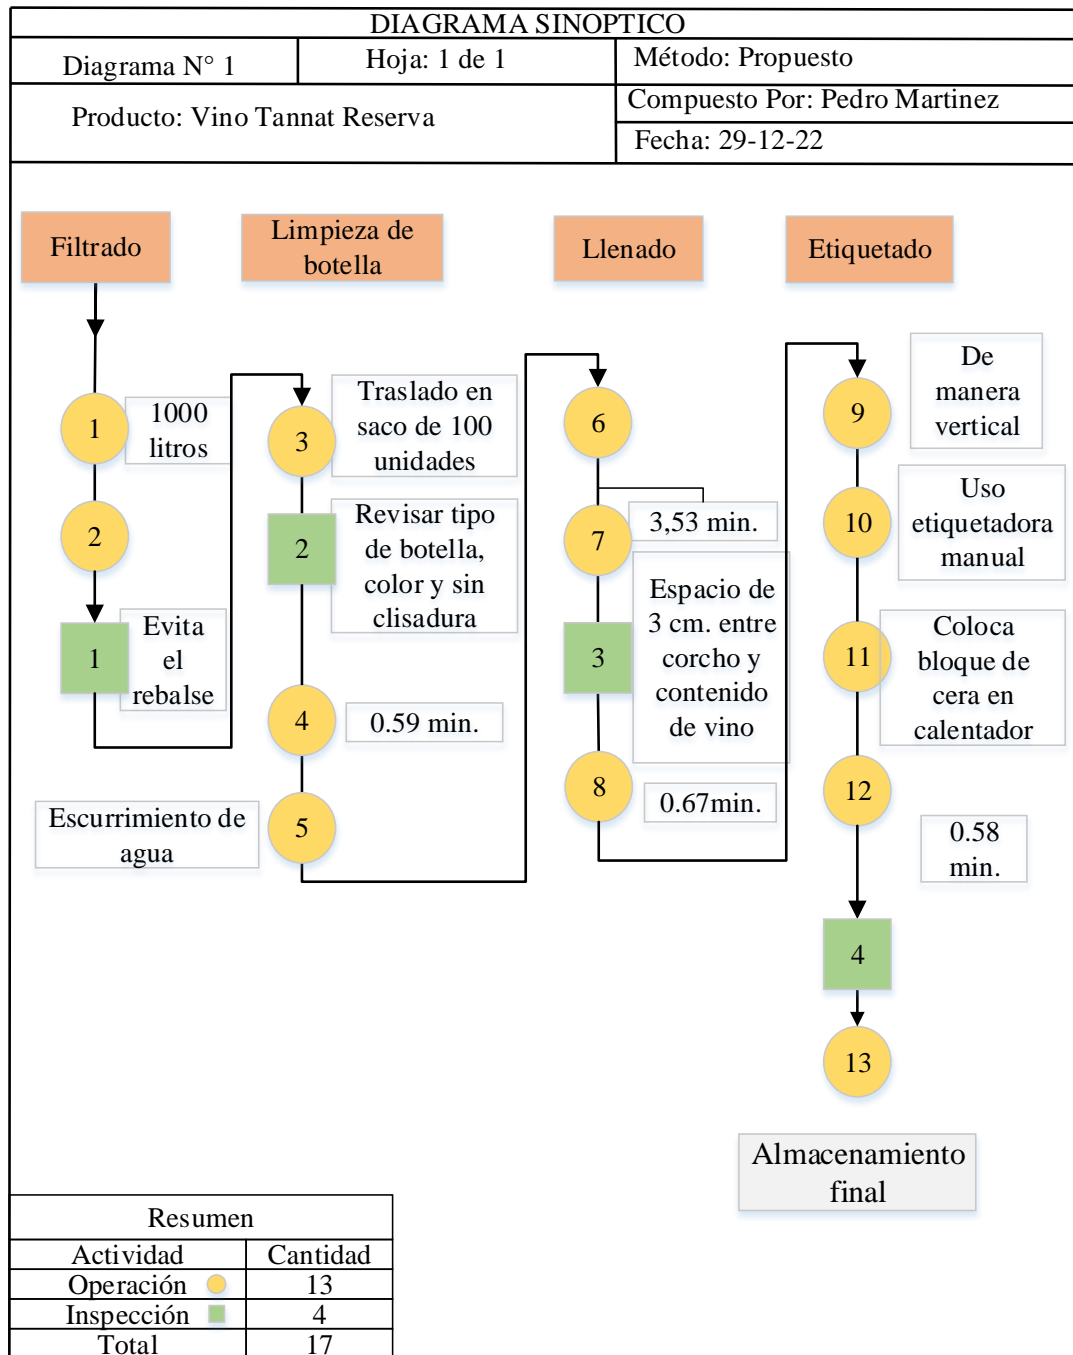 DIAGRAMA SINOPTICO
Diagrama N° 1
Hoja: 1 de 1
Método: Propuesto
Producto: Vino Tannat Reserva
Compuesto Por: Pedro Martinez
Fecha: 29-12-22
Filtrado
Limpieza de
botella
Llenado
Etiquetado
1
1000
litros
2
1
Evita
el
rebalse
3
Traslado en
saco de 100
unidades
2
Revisar tipo
de botella,
color y sin
clisadura
4
0.59 min.
5
Escurrimiento de
agua
6
3,53 min.
7
Espacio de
3 cm. entre
corcho y
contenido
de vino
3
8
0.67min.
9
De
manera
vertical
10
Uso
etiquetadora
manual
11
Coloca
bloque de
cera en
calentador
12
0.58
min.
4
13
Almacenamiento
final
Resumen
Actividad
Cantidad
Operación
13
Inspección
4
Total
17